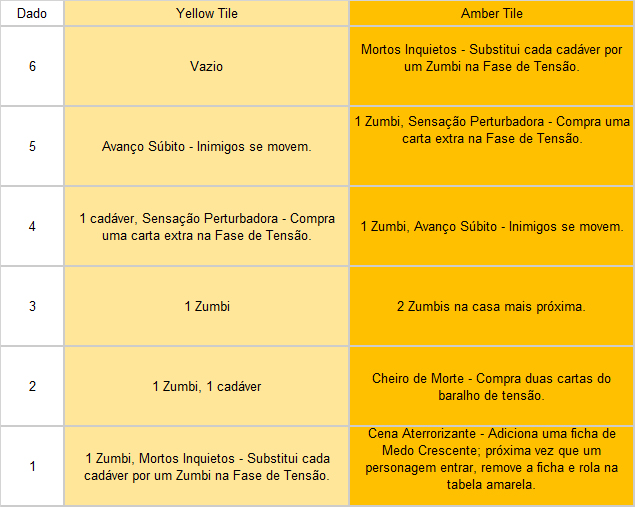 Dado Yellow Tile Amber Tile
6
Vazio
Mortos Inquietos - Substitui cada cadáver por
um Zumbi na Fase de Tensão.
5
Avanço Súbito - Inimigos se movem.
1 Zumbi, Sensação Perturbadora - Compra uma
carta extra na Fase de Tensão.
4
1 cadáver, Sensação Perturbadora - Compra
uma carta extra na Fase de Tensão.
1 Zumbi, Avanço Súbito - Inimigos se movem.
3
1 Zumbi
2 Zumbis na casa mais próxima.
2
1 Zumbi, 1 cadáver
Cheiro de Morte - Compra duas cartas do
baralho de tensão.
1
1 Zumbi, Mortos Inquietos - Substitui cada
cadáver por um Zumbi na Fase de Tensão.
Cena Aterrorizante - Adiciona uma ficha de
Medo Crescente; próxima vez que um
personagem entrar, remove a ficha e rola na
tabela amarela.